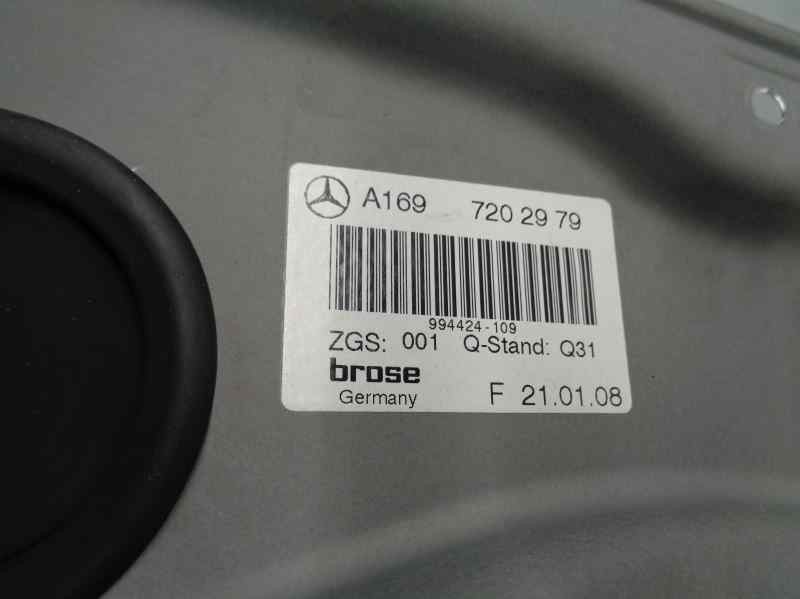 A169 720 29 79
994424-109
ZGS: 001 Q-Stand: Q31
brose
Germany F 21.01.08